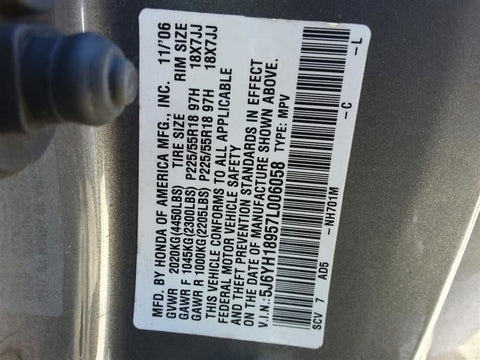 MFD. BY HONDA OF AMERICA MFG., INC. 11/'06
GVWR 2020KG(4450LBS) TIRE SIZE RIM SIZE
GAWR F 1045KG(2300LBS) P225/55R18 97H 18X7JJ
GAWR R 1000KG(2205LBS) P225/55R18 97H 18X7JJ
THIS VEHICLE CONFORMS TO ALL APPLICABLE
FEDERAL MOTOR VEHICLE SAFETY
AND THEFT PREVENTION STANDARDS IN EFFECT
ON THE DATE OF MANUFACTURE SHOWN ABOVE.
V.I.N.: 5J6YH18957L006058 TYPE: MPV
SCV 7 AD5 -NH701M -C -L